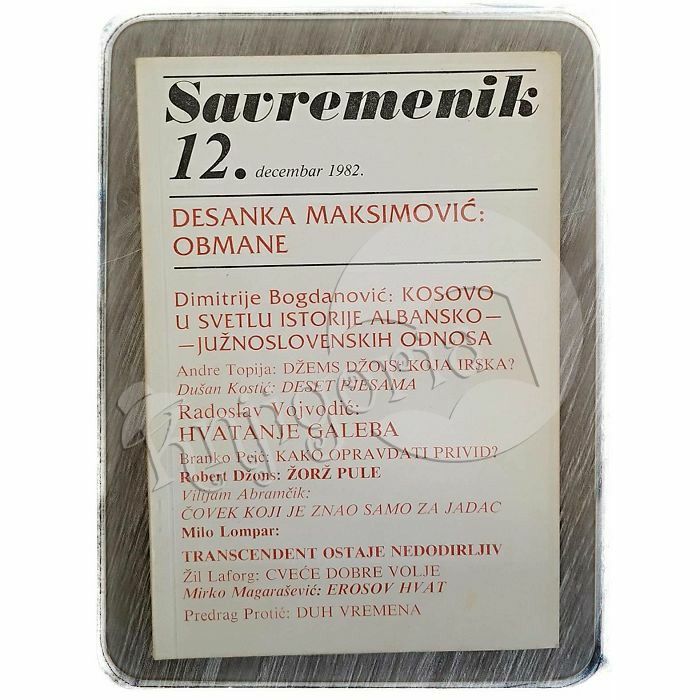 Savremenik
12. decembar 1982.
DESANKA MAKSIMOVIĆ:
OBMANE
Dimitrije Bogdanović: KOSOVO
U SVETLU ISTORIJE ALBANSKO—
—JUŽNOSLOVENSKIH ODNOSA
Andre Topija: DŽEMS DŽOJS: KOJA IRSKA?
Dušan Kostić: DESET PJESAMA
Radoslav Vojvodić:
HVATANJE GALEBA
Branko Peić: KAKO OPRAVDATI PRIVID?
Robert Džons: ŽORŽ PULE
Vilijam Abramčik:
ČOVEK KOJI JE ZNAO SAMO ZA JADAC
Milo Lompar:
TRANSCENDENT OSTAJE NEDODIRLJIV
Žil Laforg: CVEĆE DOBRE VOLJE
Mirko Magarašević: EROSOV HVAT
Predrag Protić: DUH VREMENA